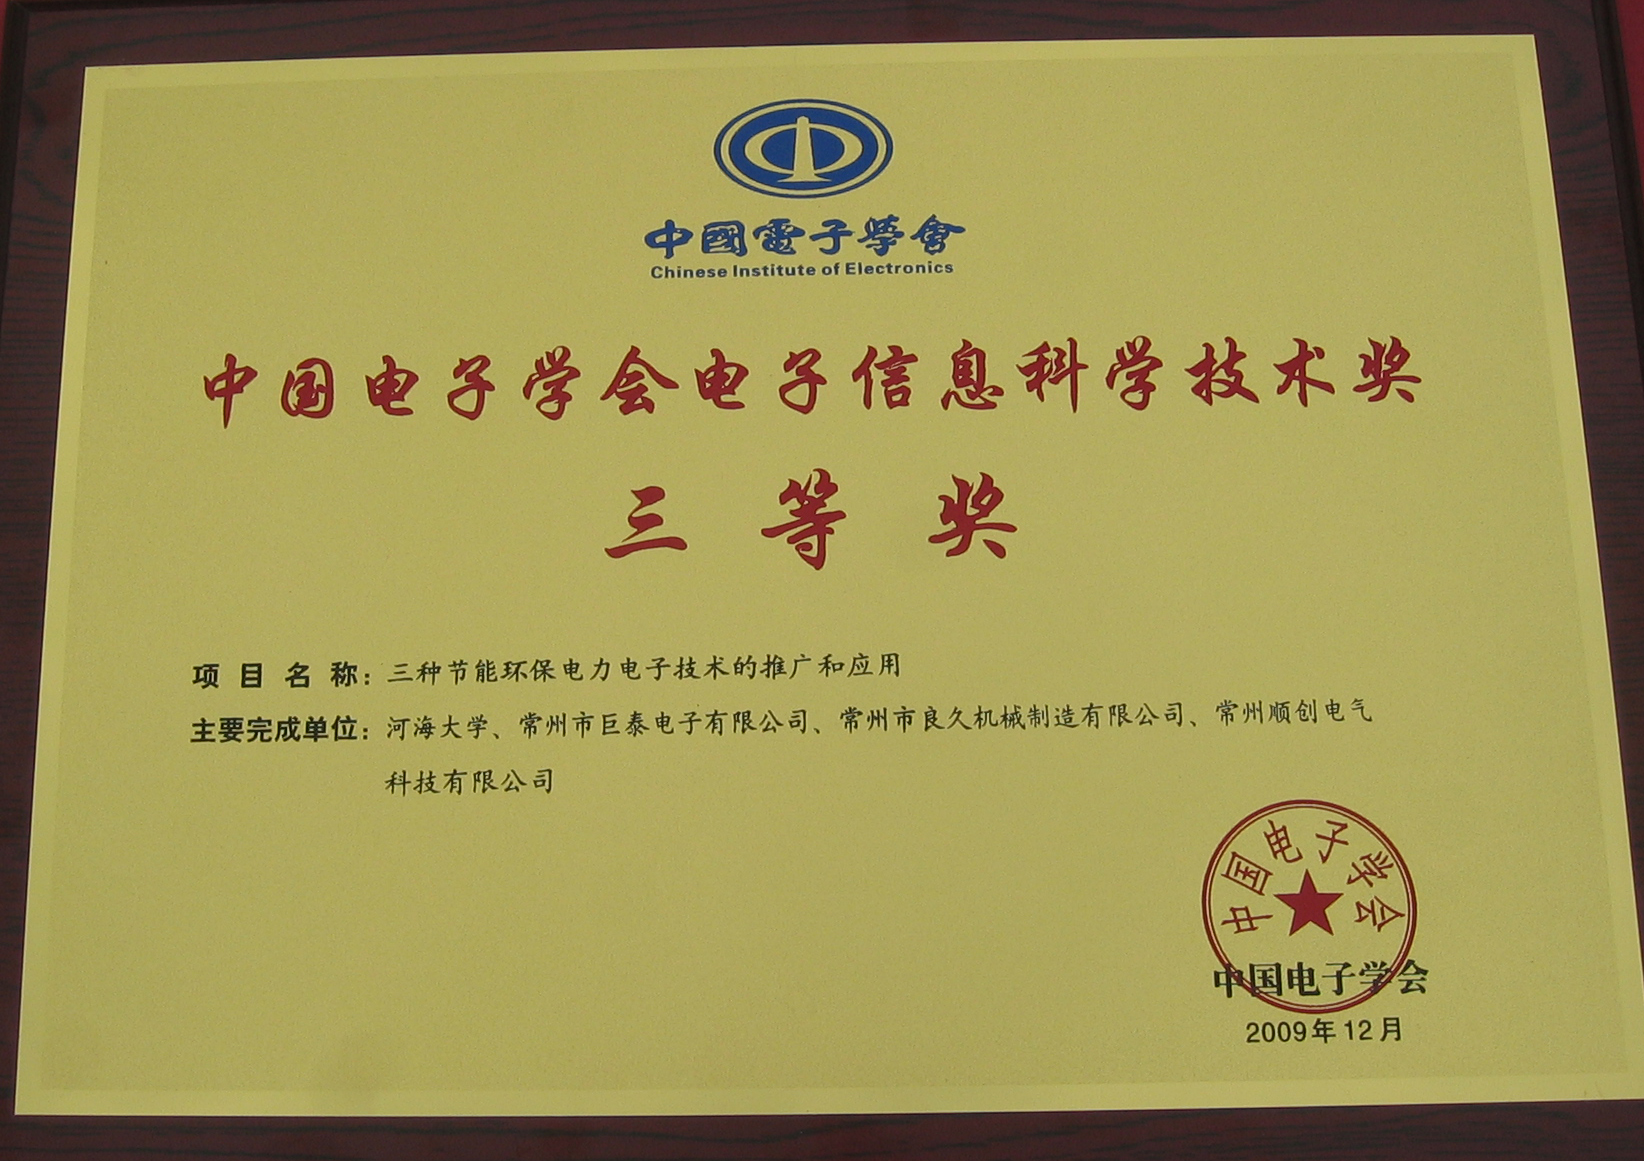 中國電子學會
Chinese Institute of Electronics
中国电子学会电子信息科学技术奖
三等奖
项目名称：三种节能环保电力电子技术的推广和应用
主要完成单位：河海大学、常州市巨泰电子有限公司、常州市良久机械制造有限公司、常州顺创电气
科技有限公司
中国电子学会
中国电子学会
2009年12月